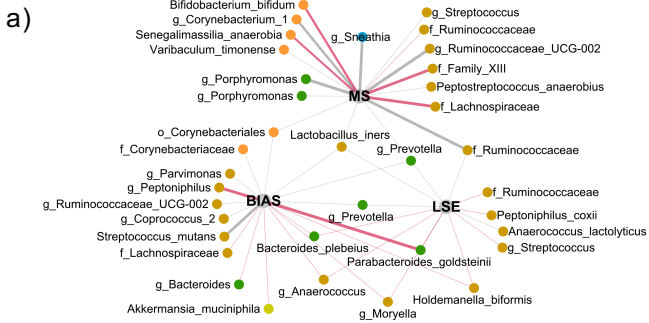 a)
Bifidobacterium_bifidum
g_Corynebacterium_1
Senegalimassilia_anaerobia
Varibaculum_timonense
g_Sneathia
g_Streptococcus
f_Ruminococcaceae
g_Ruminococcaceae_UCG-002
f_Family_XIII
Peptostreptococcus_anaerobius
f_Lachnospiraceae
g_Porphyromonas
g_Porphyromonas
MS
o_Corynebacteriales
f_Corynebacteriaceae
Lactobacillus_iners
g_Prevotella
f_Ruminococcaceae
g_Parvimonas
g_Peptoniphilus
g_Ruminococcaceae_UCG-002
g_Coprococcus_2
Streptococcus_mutans
f_Lachnospiraceae
BIAS
g_Prevotella
LSE
f_Ruminococcaceae
Peptoniphilus_coxii
Anaerococcus_lactolyticus
g_Streptococcus
Bacteroides_plebeius
Parabacteroides_goldsteinii
g_Bacteroides
g_Anaerococcus
Holdemanella_biformis
Akkermansia_muciniphila
g_Moryella